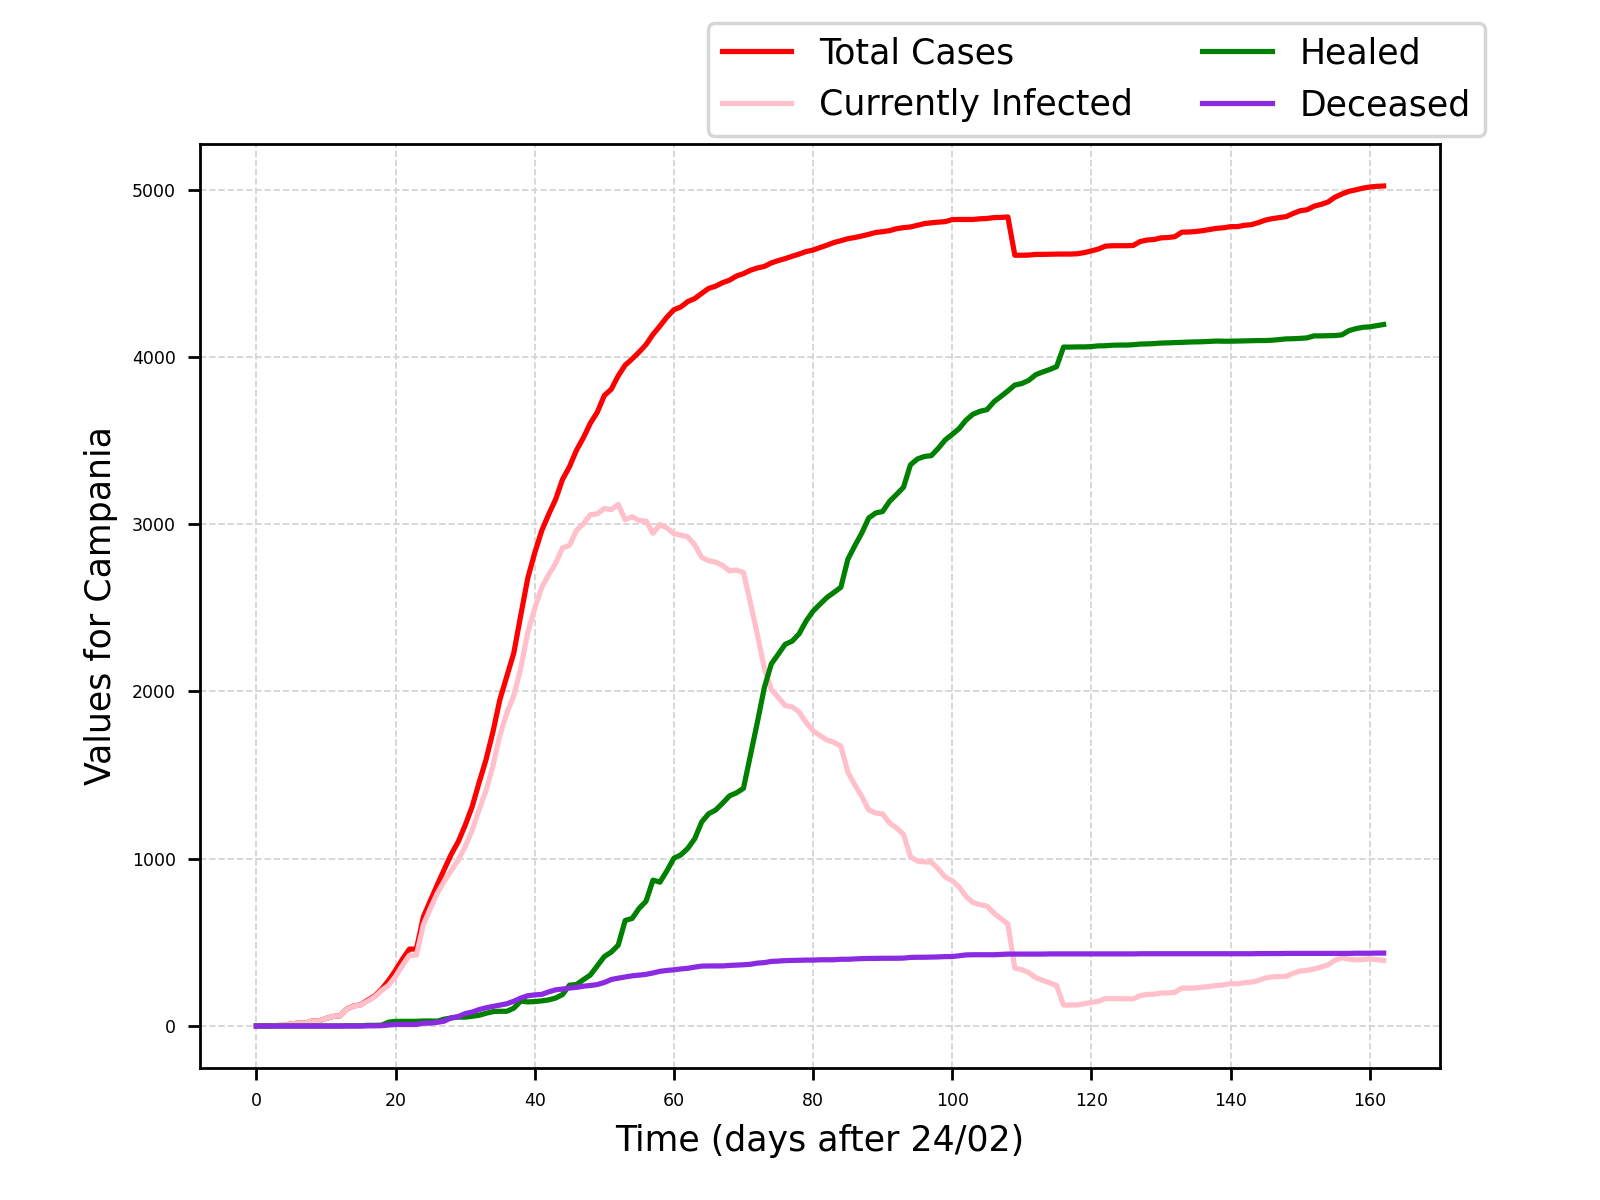 Total Cases
Currently Infected
Healed
Deceased
Values for Campania
5000
4000
3000
2000
1000
0
0 20 40 60 80 100 120 140 160
Time (days after 24/02)